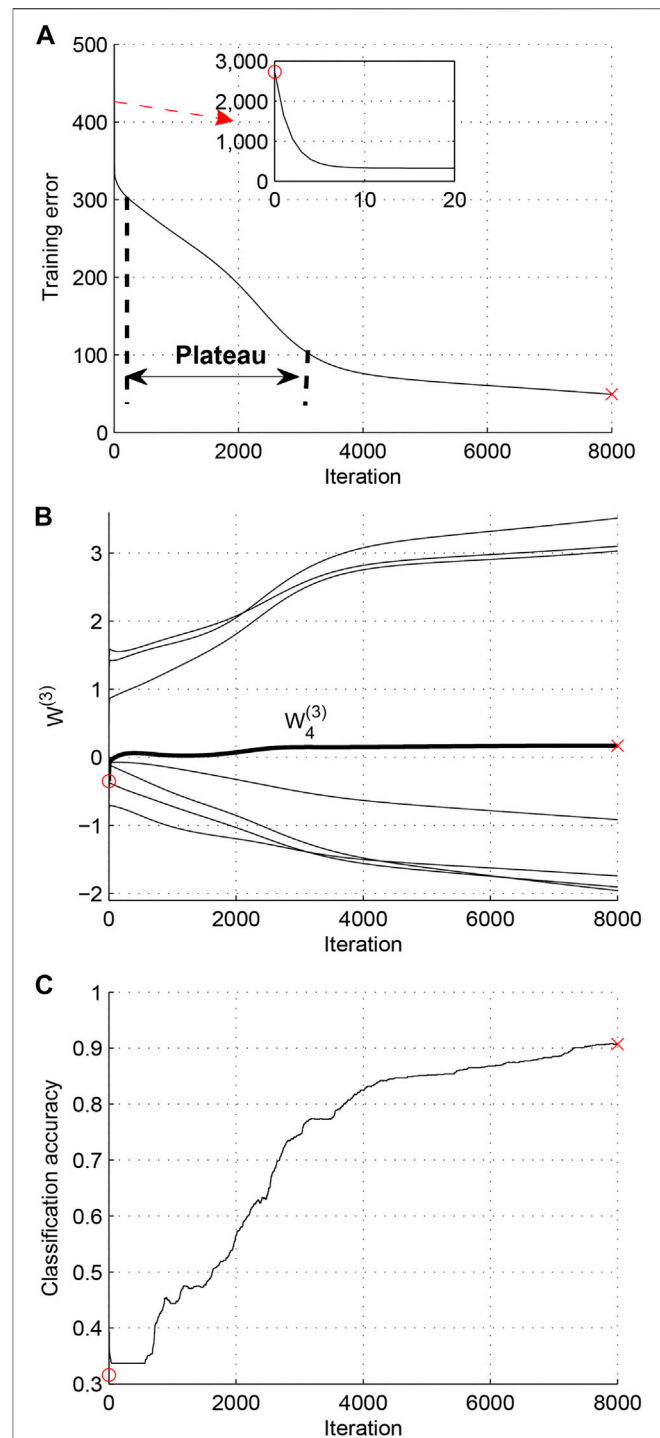 A
500
400
300
200
100
0
Training error
3,000
2,000
1,000
0
0 10 20
Plateau
0 2000 4000 6000 8000
Iteration
B
3
2
1
0
−1
−2
W(3)
W4(3)
0 2000 4000 6000 8000
Iteration
C
1
0.9
0.8
0.7
0.6
0.5
0.4
0.3
Classification accuracy
0 2000 4000 6000 8000
Iteration